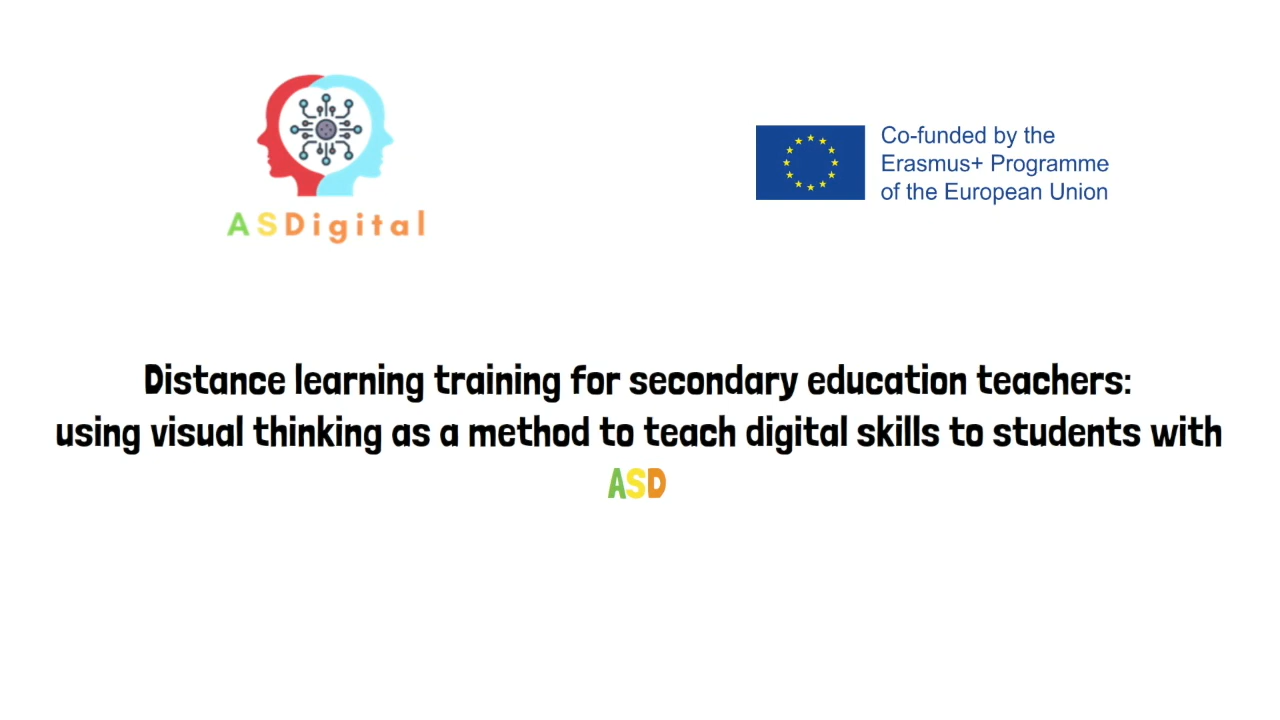 ASDigital
Co-funded by the
Erasmus+ Programme
of the European Union
Distance learning training for secondary education teachers:
using visual thinking as a method to teach digital skills to students with
ASD